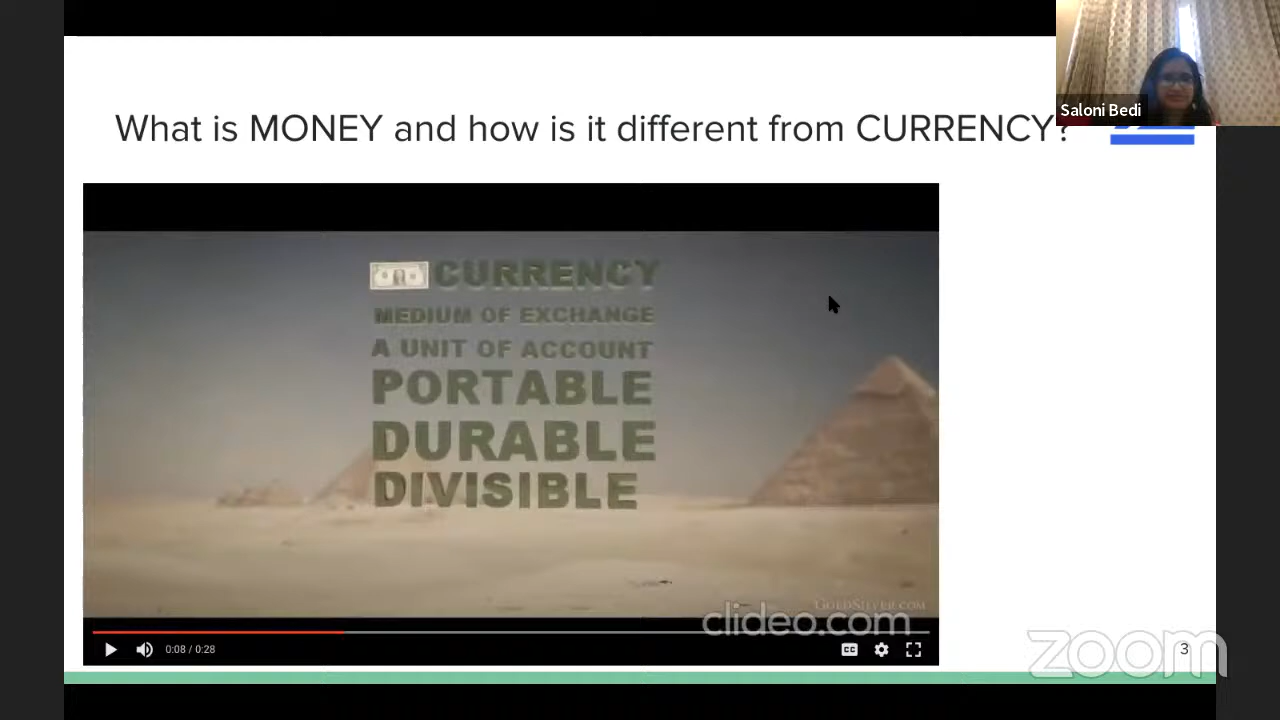 Saloni Bedi
What is MONEY and how is it different from CURRENCY?
CURRENCY
MEDIUM OF EXCHANGE
A UNIT OF ACCOUNT
PORTABLE
DURABLE
DIVISIBLE
GOLDSILVER.COM
clideo.com
0:08 / 0:28
CC
zoom
3